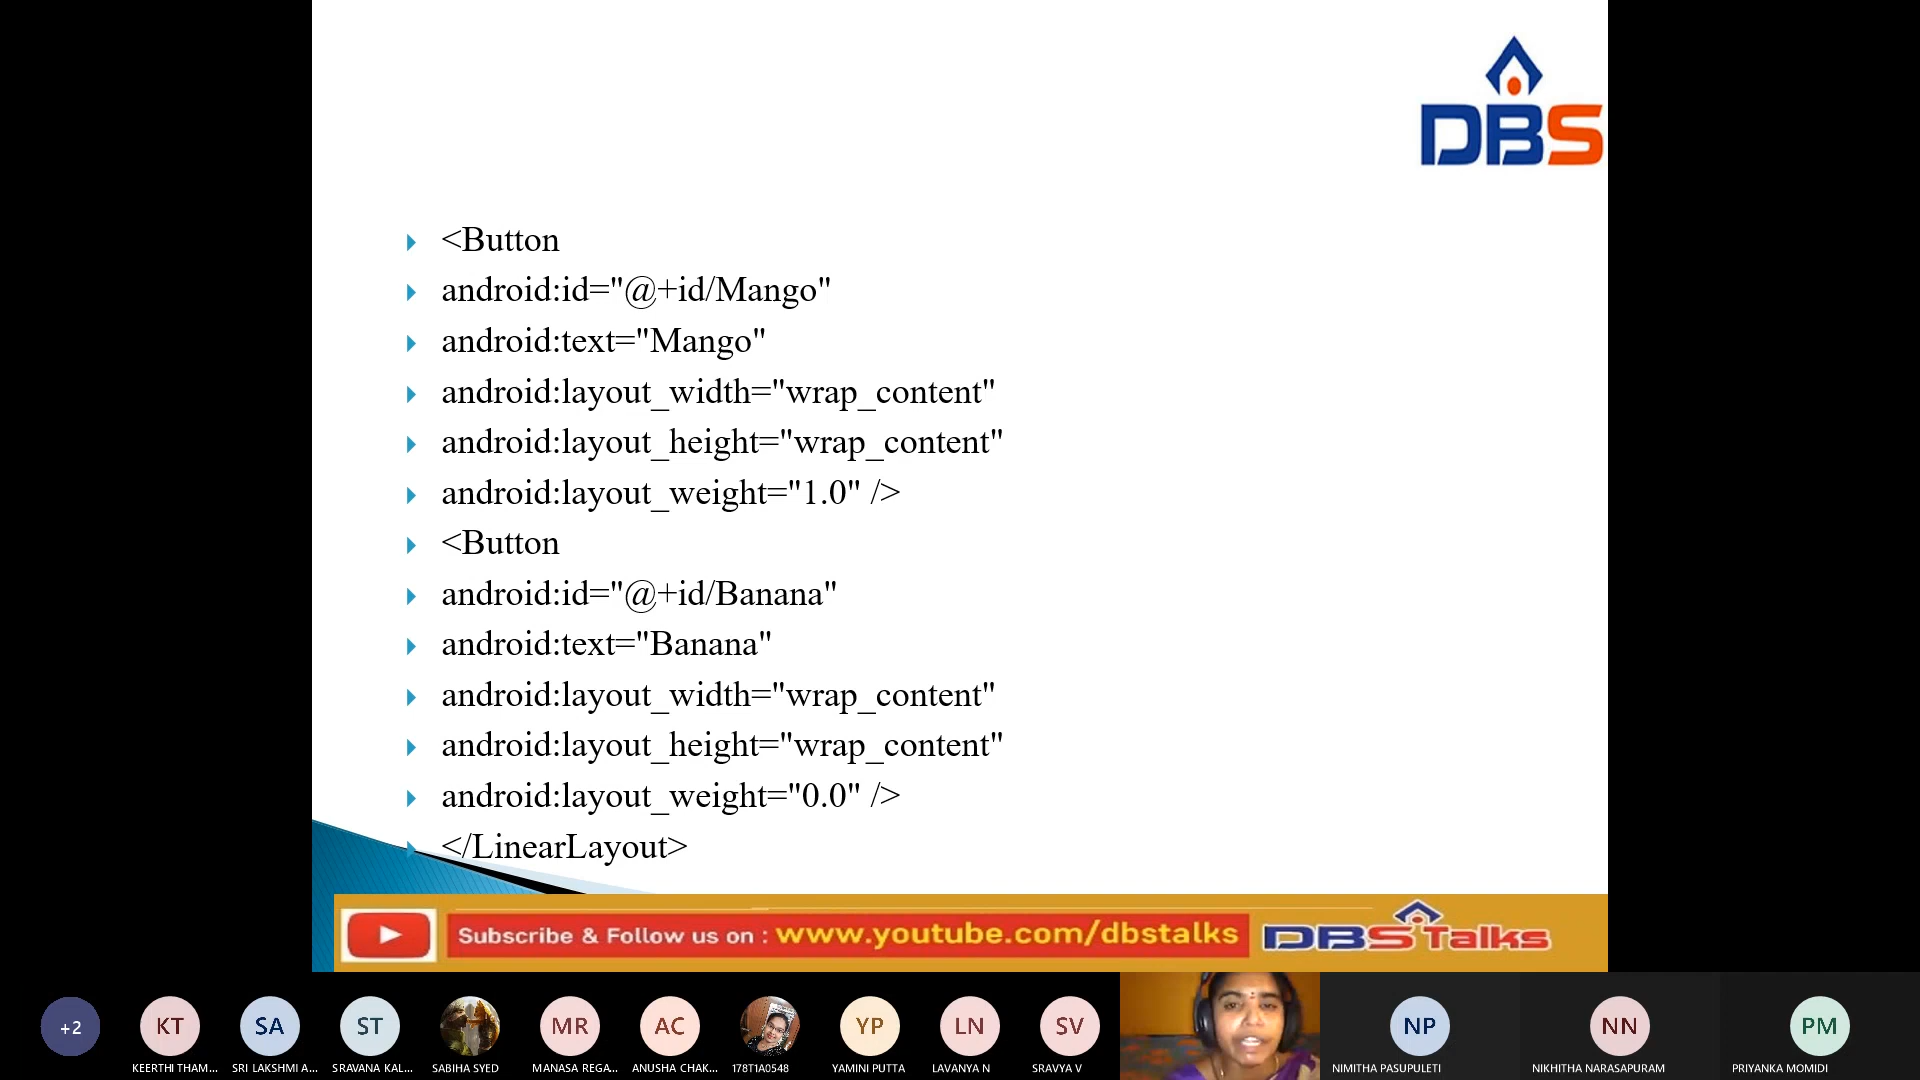 DBS
<Button
android:id="@+id/Mango"
android:text="Mango"
android:layout_width="wrap_content"
android:layout_height="wrap_content"
android:layout_weight="1.0" />
<Button
android:id="@+id/Banana"
android:text="Banana"
android:layout_width="wrap_content"
android:layout_height="wrap_content"
android:layout_weight="0.0" />
</LinearLayout>
Subscribe & Follow us on : www.youtube.com/dbstalks DBS Talks
+2 KT SA ST MR AC YP LN SV NP NN PM
KEERTHI THAM... SRI LAKSHMI A... SRAVANA KAL... SABIHA SYED MANASA REGA... ANUSHA CHAK... 178T1A0548 YAMINI PUTTA LAVANYA N SRAVYA V NIMITHA PASUPULETI NIKHITHA NARASAPURAM PRIYANKA MOMIDI